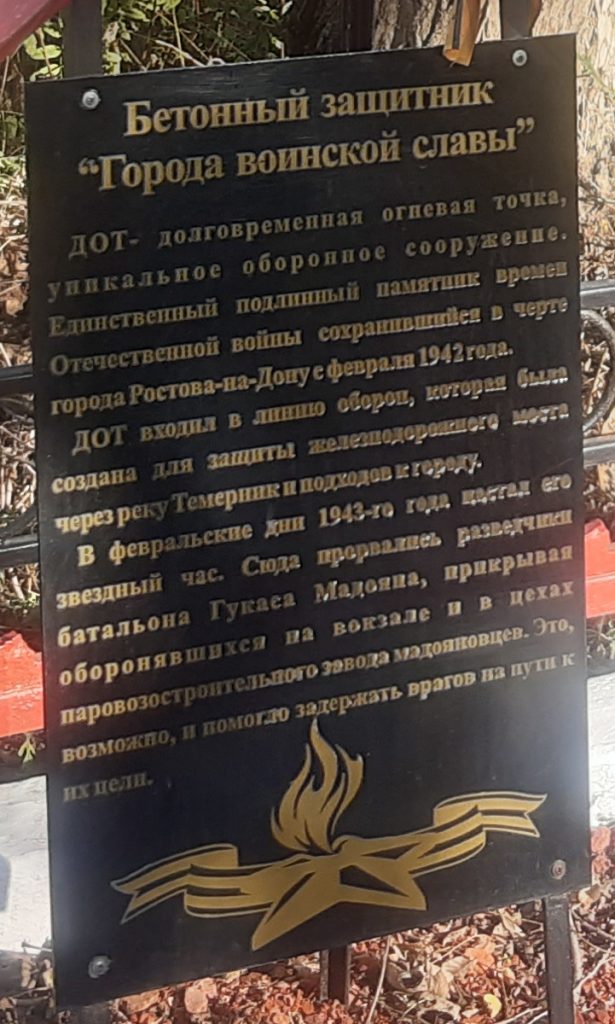 Бетонный защитник
“Города воинской славы”
ДОТ- долговременная огневая точка,
уникальное оборонное сооружение.
Единственный подлинный памятник времен
Отечественной войны сохранившийся в черте
города Ростова-на-Дону с февраля 1942 года.
ДОТ входил в линию оборон, которая была
создана для защиты железнодорожного моста
через реку Темерник и подходов к городу.
В февральские дни 1943-го года настал его
звездный час. Сюда прорвались разведчики
батальона Гукаса Мадояна, прикрывая
оборонявшихся на вокзале и в цехах
паровозостроительного завода мадояновцев. Это,
возможно, и помогло задержать врагов на пути к
их цели.